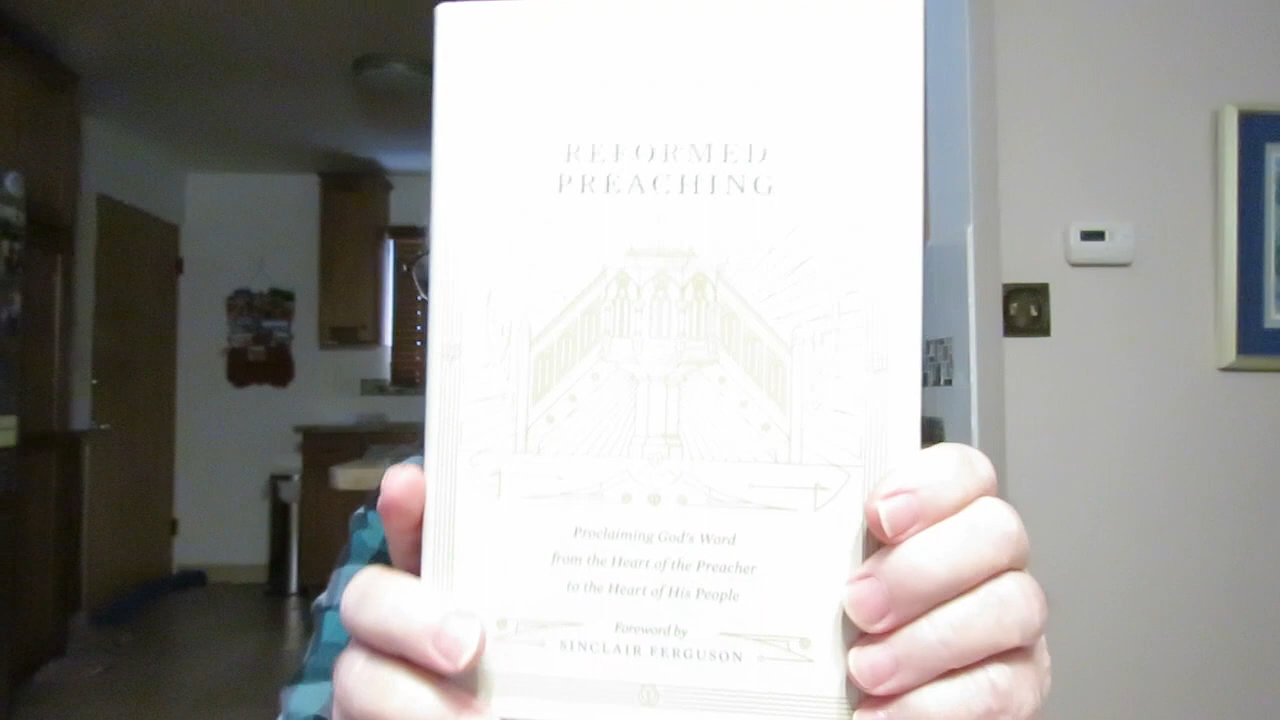 REFORMED
PREACHING
Proclaiming God's Word
from the Heart of the Preacher
to the Heart of His People
Foreword by
SINCLAIR FERGUSON